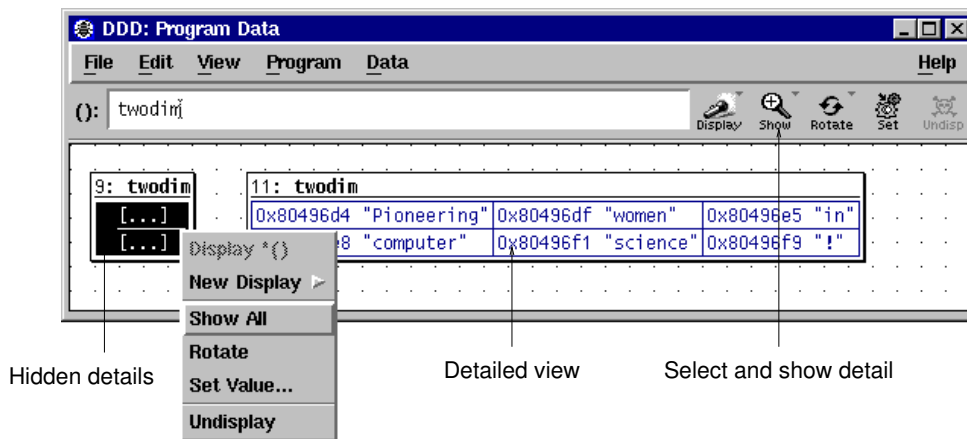 DDD: Program Data
File Edit View Program Data Help
(): twodim
Display Show Rotate Set Undisp
9: twodim
[...]
[...]
11: twodim
0x80496d4 "Pioneering" 0x80496df "women" 0x80496e5 "in"
e8 "computer" 0x80496f1 "science" 0x80496f9 "!"
Display *()
New Display
Show All
Rotate
Set Value...
Undisplay
Hidden details
Detailed view
Select and show detail